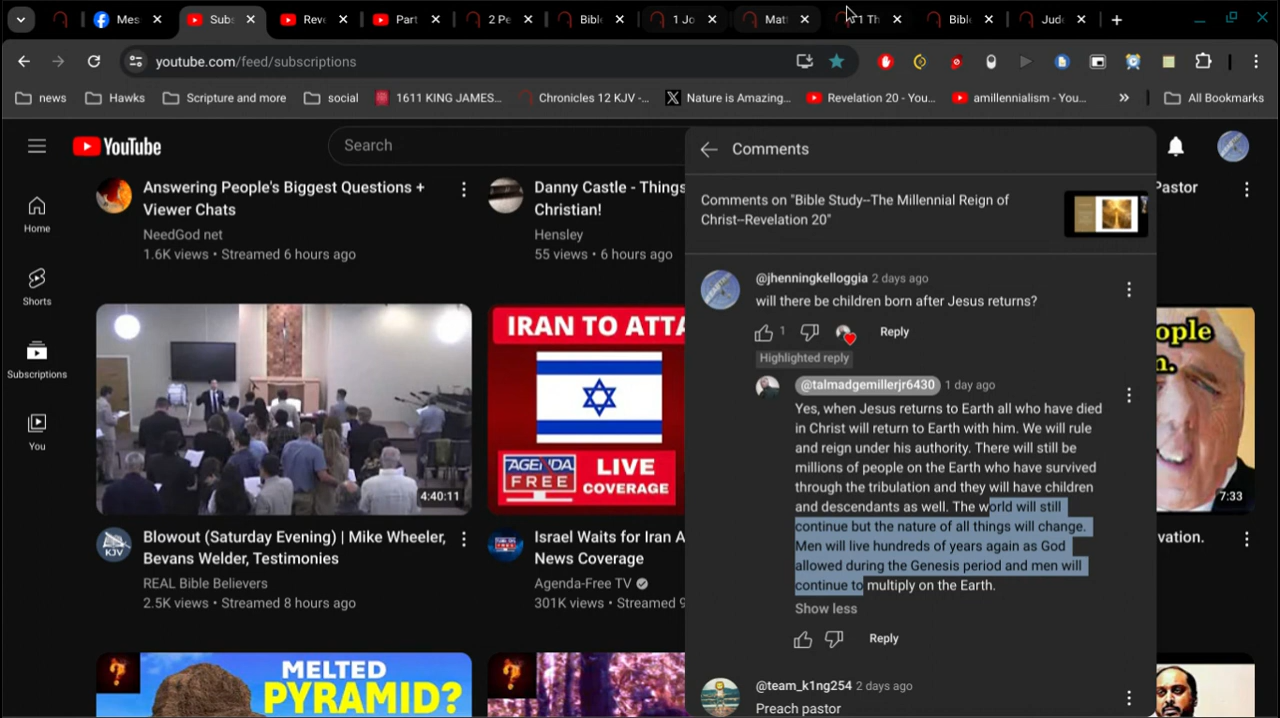 Mes
Subs
Reve
Part
2 Pe
Bible
1 Jo
Matt
1 Th
Bibl
Jude
youtube.com/feed/subscriptions
news
Hawks
Scripture and more
social
1611 KING JAMES...
Chronicles 12 KJV -...
Nature is Amazing...
Revelation 20 - You...
amillennialism - You...
All Bookmarks
YouTube
Search
Home
Shorts
Subscriptions
You
Answering People's Biggest Questions +
Viewer Chats
NeedGod net
1.6K views • Streamed 6 hours ago
Danny Castle - Things
Christian!
Hensley
55 views • 6 hours ago
Pastor
4:40:11
Blowout (Saturday Evening) | Mike Wheeler,
Bevans Welder, Testimonies
REAL Bible Believers
2.5K views • Streamed 8 hours ago
KJV
IRAN TO ATTA
AGENDA
FREE
LIVE
COVERAGE
Israel Waits for Iran A
News Coverage
Agenda-Free TV
301K views • Streamed 9
ople
n.
7:33
vation.
MELTED
PYRAMID?
Comments
Comments on "Bible Study--The Millennial Reign of
Christ--Revelation 20"
@jhenningkelloggia 2 days ago
will there be children born after Jesus returns?
1
Reply
Highlighted reply
@talmadgemillerjr6430 1 day ago
Yes, when Jesus returns to Earth all who have died
in Christ will return to Earth with him. We will rule
and reign under his authority. There will still be
millions of people on the Earth who have survived
through the tribulation and they will have children
and descendants as well. The world will still
continue but the nature of all things will change.
Men will live hundreds of years again as God
allowed during the Genesis period and men will
continue to multiply on the Earth.
Show less
Reply
@team_k1ng254 2 days ago
Preach pastor